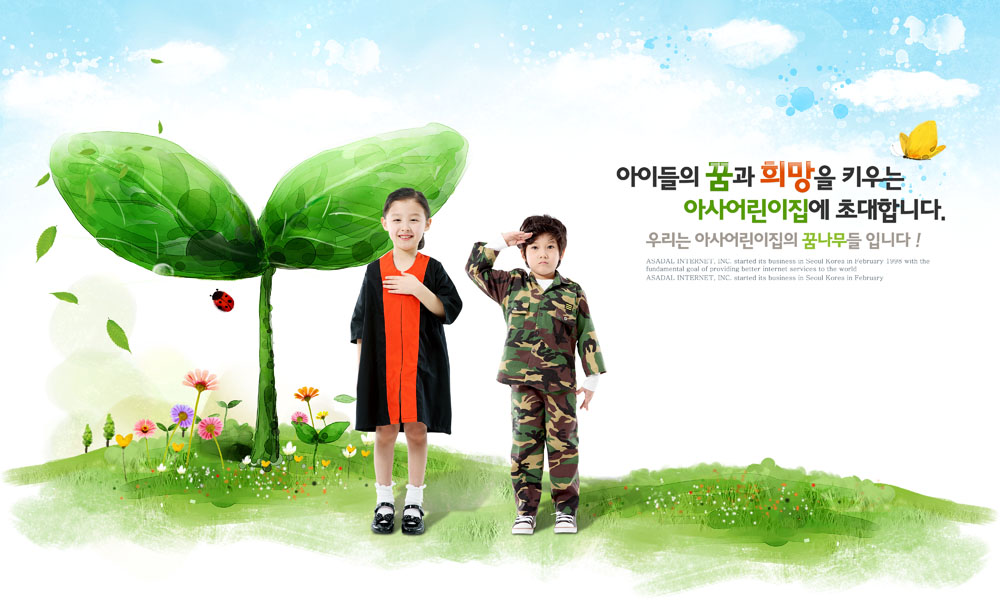 아이들의 꿈과 희망을 키우는
아사어린이집에 초대합니다.
우리는 아사어린이집의 꿈나무들 입니다 !
ASADAL INTERNET, INC. started its business in Seoul Korea in February 1998 with the
fundamental goal of providing better internet services to the world
ASADAL INTERNET, INC. started its business in Seoul Korea in February